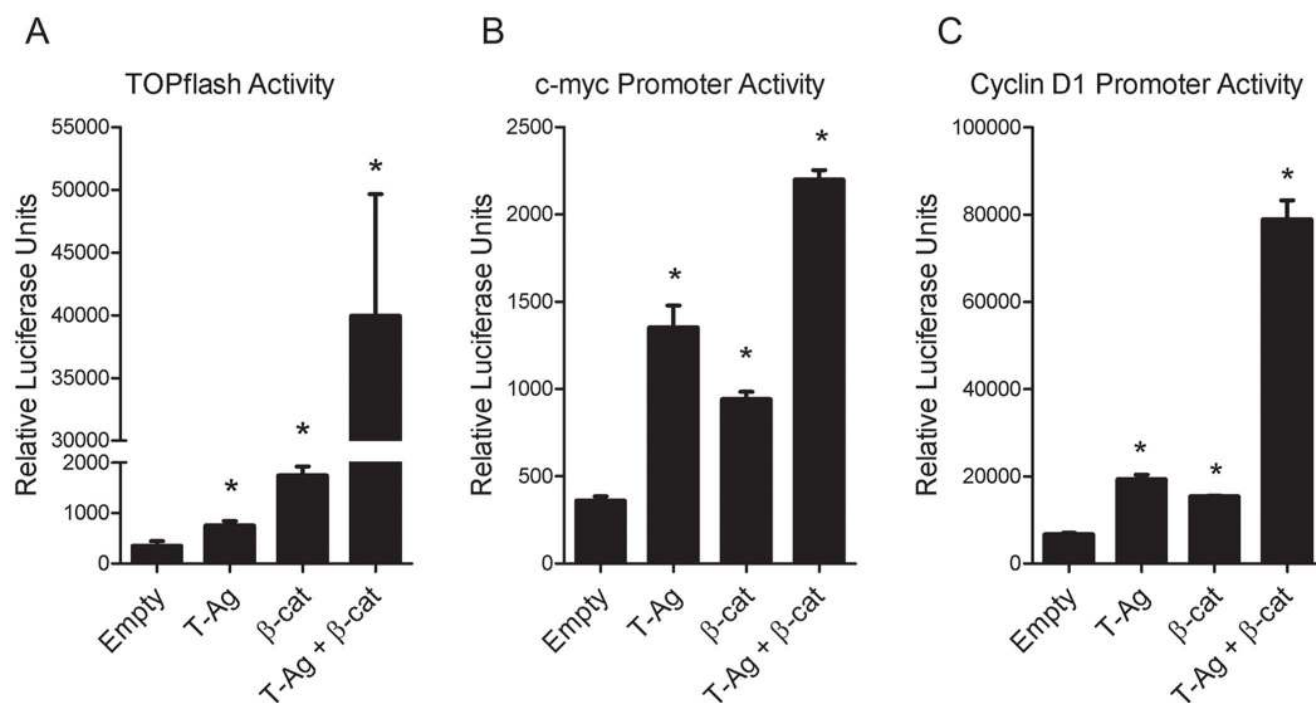 A
TOPflash Activity
Relative Luciferase Units
55000
50000
45000
40000
35000
30000
2000
1000
0
*
*
*
Empty
T-Ag
β-cat
T-Ag + β-cat
B
c-myc Promoter Activity
Relative Luciferase Units
2500
2000
1500
1000
500
0
*
*
*
Empty
T-Ag
β-cat
T-Ag + β-cat
C
Cyclin D1 Promoter Activity
Relative Luciferase Units
100000
80000
60000
40000
20000
0
*
*
*
Empty
T-Ag
β-cat
T-Ag + β-cat